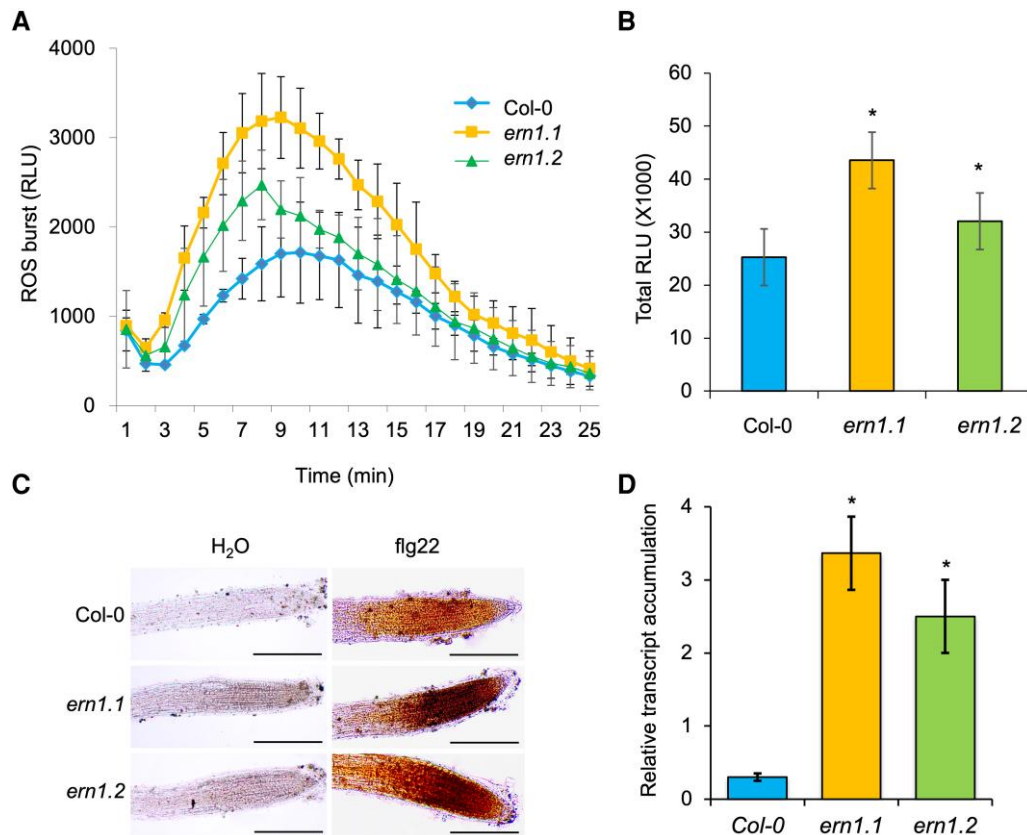 A
4000
3000
2000
1000
0
ROS burst (RLU)
1 3 5 7 9 11 13 15 17 19 21 23 25
Time (min)
Col-0
ern1.1
ern1.2
B
60
50
40
30
20
10
0
Total RLU (X1000)
* *
Col-0 ern1.1 ern1.2
C
H₂O flg22
Col-0
ern1.1
ern1.2
D
4
3
2
1
0
Relative transcript accumulation
* *
Col-0 ern1.1 ern1.2